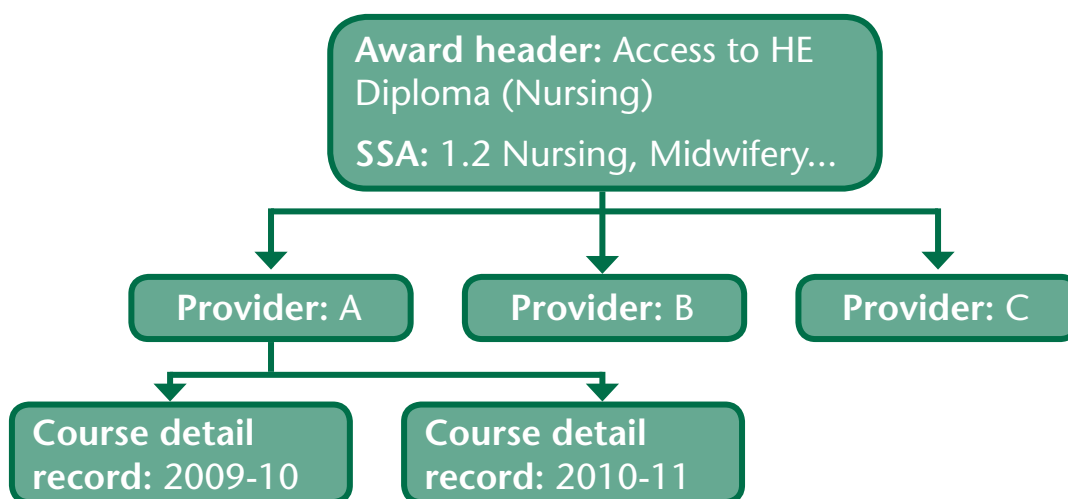 Award header: Access to HE
Diploma (Nursing)
SSA: 1.2 Nursing, Midwifery...
Provider: A
Provider: B
Provider: C
Course detail
record: 2009-10
Course detail
record: 2010-11